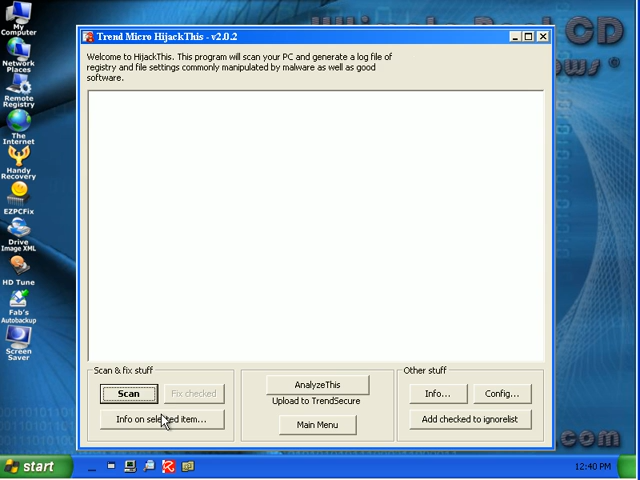 My
Computer
Network
Places
Remote
Registry
The
Internet
Handy
Recovery
EZPCFix
Drive
Image XML
HD Tune
Fab's
Autobackup
Screen
Saver
CD
ows ®
Trend Micro HijackThis - v2.0.2
Welcome to HijackThis. This program will scan your PC and generate a log file of
registry and file settings commonly manipulated by malware as well as good
software.
Scan & fix stuff
Scan
Fix checked
Info on selected item...
AnalyzeThis
Upload to TrendSecure
Main Menu
Other stuff
Info...
Config...
Add checked to ignorelist
.com
start
12:40 PM